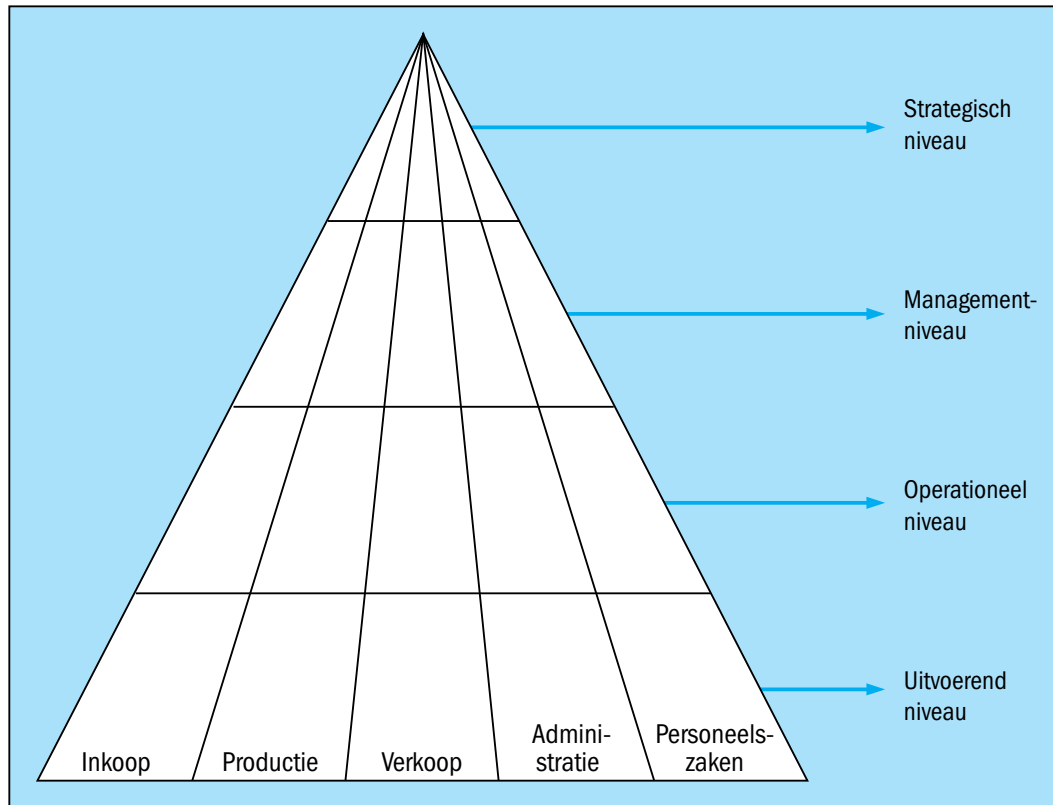 Strategisch
niveau
Management-
niveau
Operationeel
niveau
Uitvoerend
niveau
Inkoop
Productie
Verkoop
Admini-
stratie
Personeels-
zaken